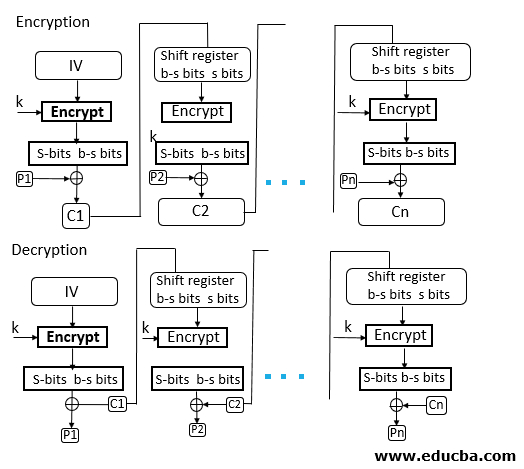 Encryption
IV
Shift register
b-s bits s bits
Shift register
b-s bits s bits
k
Encrypt
Encrypt
k
Encrypt
k
S-bits b-s bits
S-bits b-s bits
S-bits b-s bits
P1
P2
Pn
C1
C2
Cn
Decryption
IV
Shift register
b-s bits s bits
Shift register
b-s bits s bits
k
Encrypt
k
Encrypt
k
Encrypt
S-bits b-s bits
S-bits b-s bits
S-bits b-s bits
C1
C2
Cn
P1
P2
Pn
www.educba.com